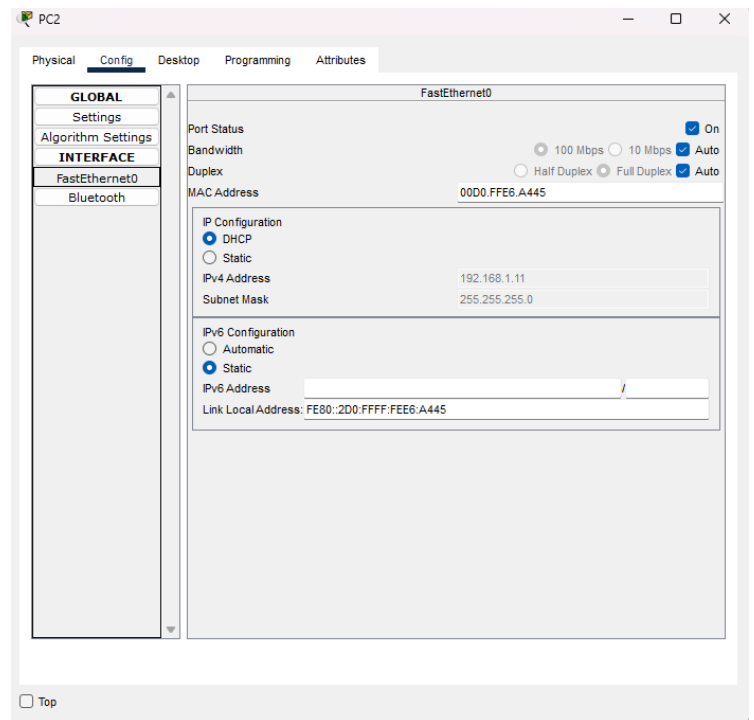 PC2
Physical Config Desktop Programming Attributes
GLOBAL
Settings
Algorithm Settings
INTERFACE
FastEthernet0
Bluetooth
FastEthernet0
Port Status On
Bandwidth 100 Mbps 10 Mbps Auto
Duplex Half Duplex Full Duplex Auto
MAC Address 00D0.FFE6.A445
IP Configuration
DHCP
Static
IPv4 Address 192.168.1.11
Subnet Mask 255.255.255.0
IPv6 Configuration
Automatic
Static
IPv6 Address /
Link Local Address: FE80::2D0:FFFF:FEE6:A445
Top